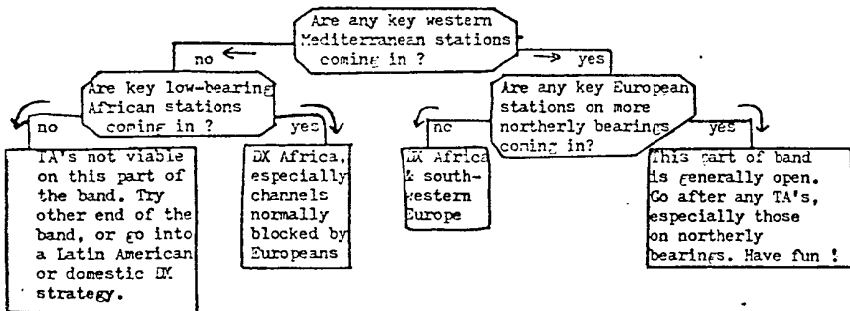 Are any key western
Mediterranean stations
coming in ?
no
yes
Are key low-bearing
African stations
coming in ?
Are any key European
stations on more
northerly bearings
coming in?
no
yes
no
yes
TA's not viable
on this part of
the band. Try
other end of the
band, or go into
a Latin American
or domestic DX
strategy.
DX Africa,
especially
channels
normally
blocked by
Europeans
DX Africa
& south-
western
Europe
This part of band
is generally open.
Go after any TA's,
especially those
on northerly
bearings. Have fun !